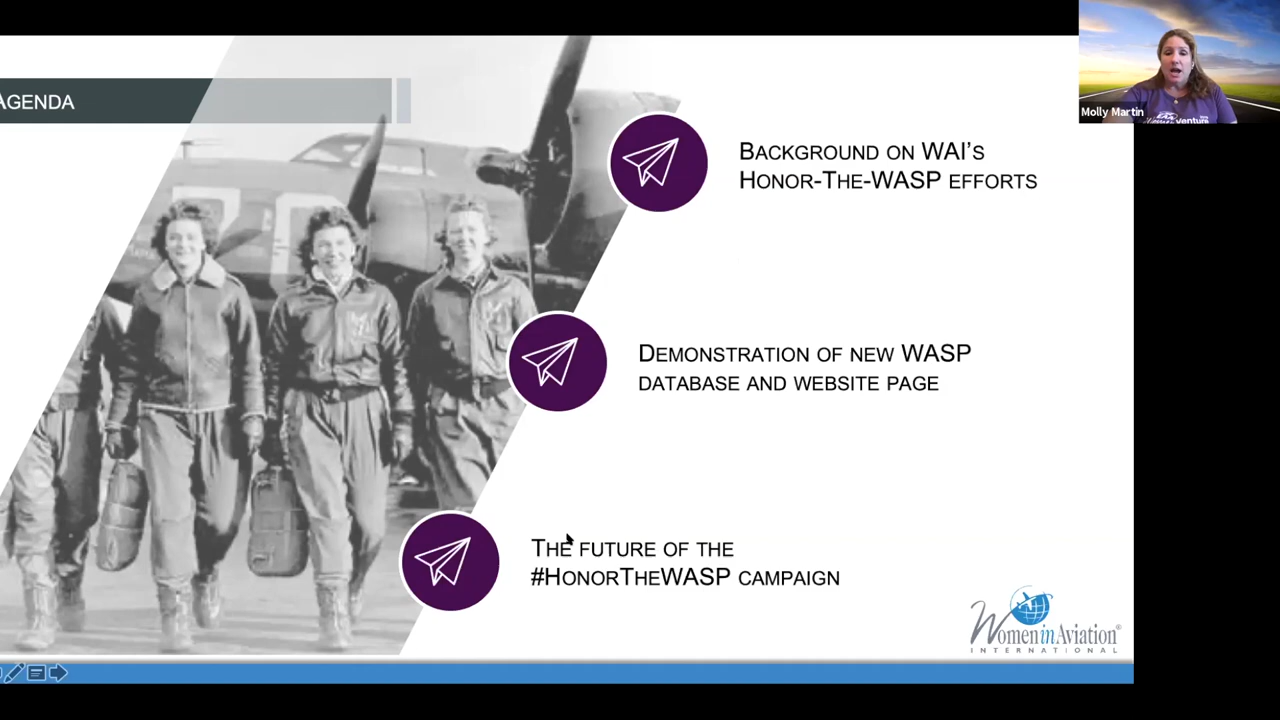 AGENDA
Molly Martin
venture
BACKGROUND ON WAI'S
HONOR-THE-WASP EFFORTS
DEMONSTRATION OF NEW WASP
DATABASE AND WEBSITE PAGE
THE FUTURE OF THE
#HONORTHEWASP CAMPAIGN
Women in Aviation®
INTERNATIONAL